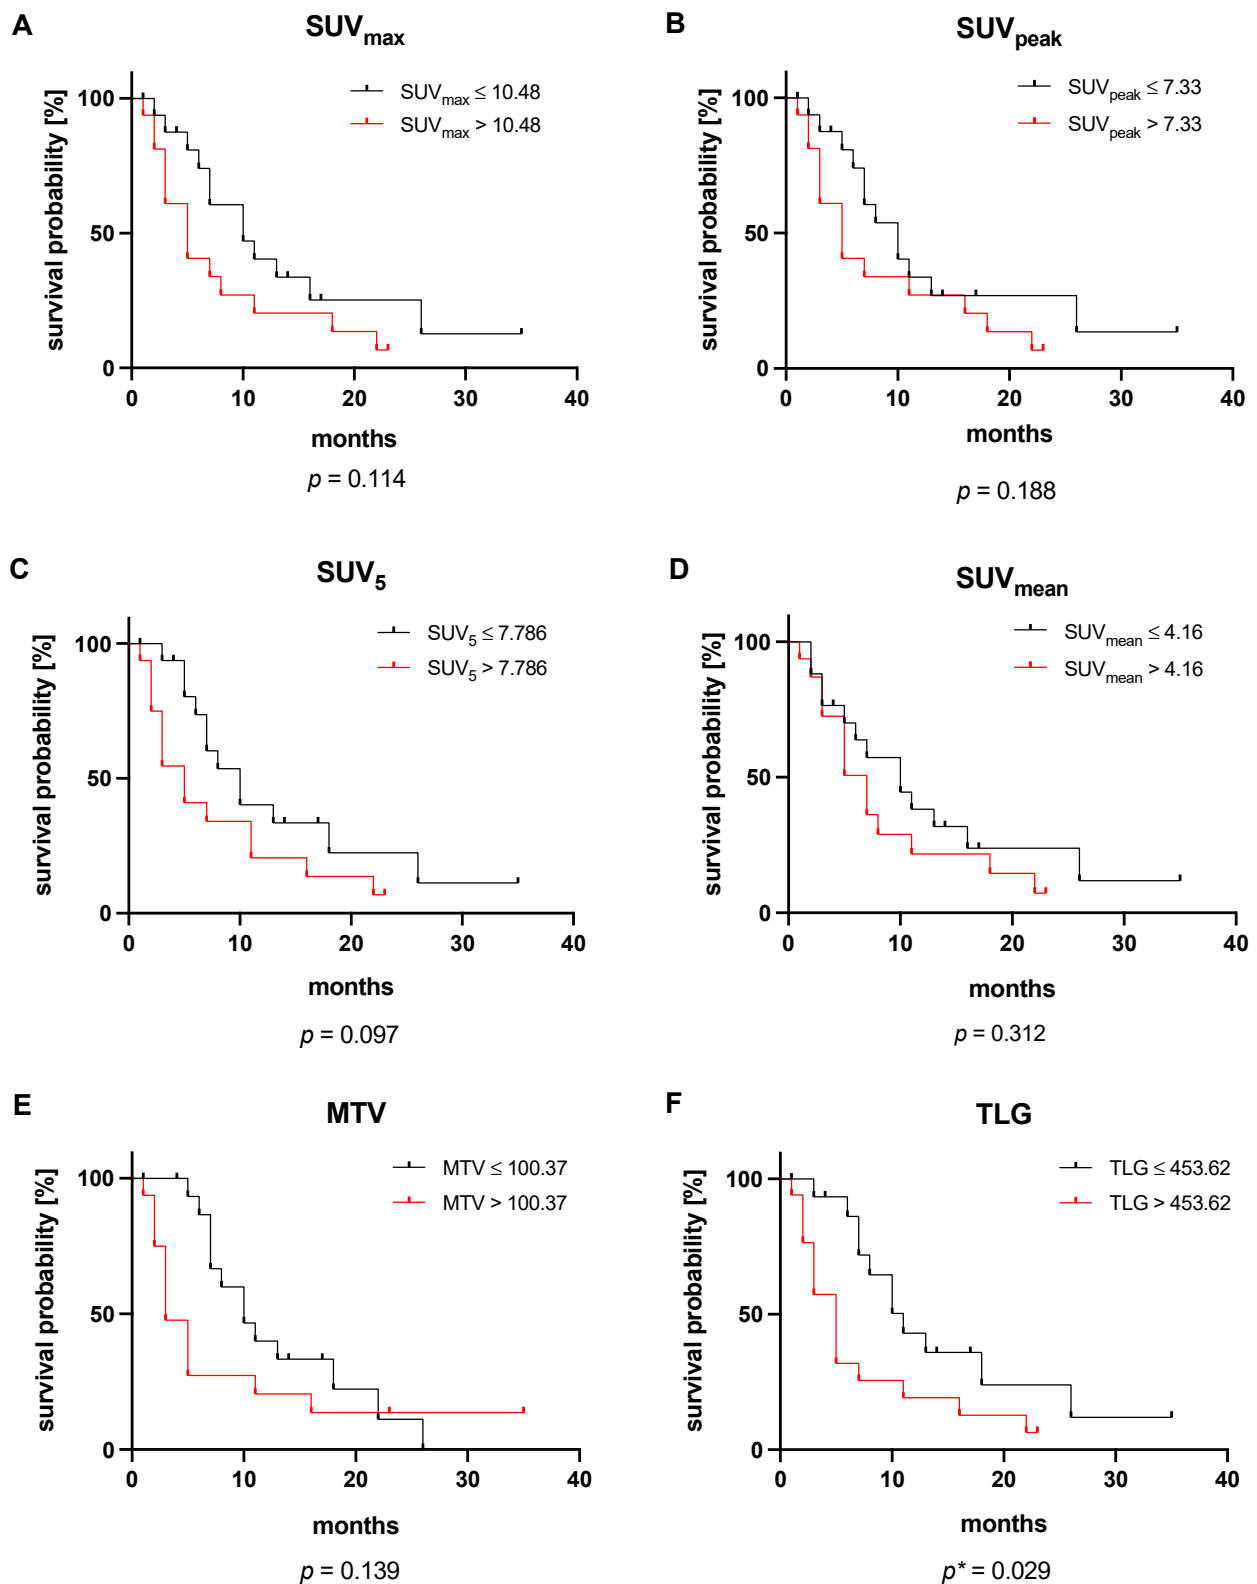 A
SUVmax
survival probability [%]
100
50
0
SUVmax ≤ 10.48
SUVmax > 10.48
0 10 20 30 40
months
p = 0.114
B
SUVpeak
survival probability [%]
100
50
0
SUVpeak ≤ 7.33
SUVpeak > 7.33
0 10 20 30 40
months
p = 0.188
C
SUV5
survival probability [%]
100
50
0
SUV5 ≤ 7.786
SUV5 > 7.786
0 10 20 30 40
months
p = 0.097
D
SUVmean
survival probability [%]
100
50
0
SUVmean ≤ 4.16
SUVmean > 4.16
0 10 20 30 40
months
p = 0.312
E
MTV
survival probability [%]
100
50
0
MTV ≤ 100.37
MTV > 100.37
0 10 20 30 40
months
p = 0.139
F
TLG
survival probability [%]
100
50
0
TLG ≤ 453.62
TLG > 453.62
0 10 20 30 40
months
p* = 0.029